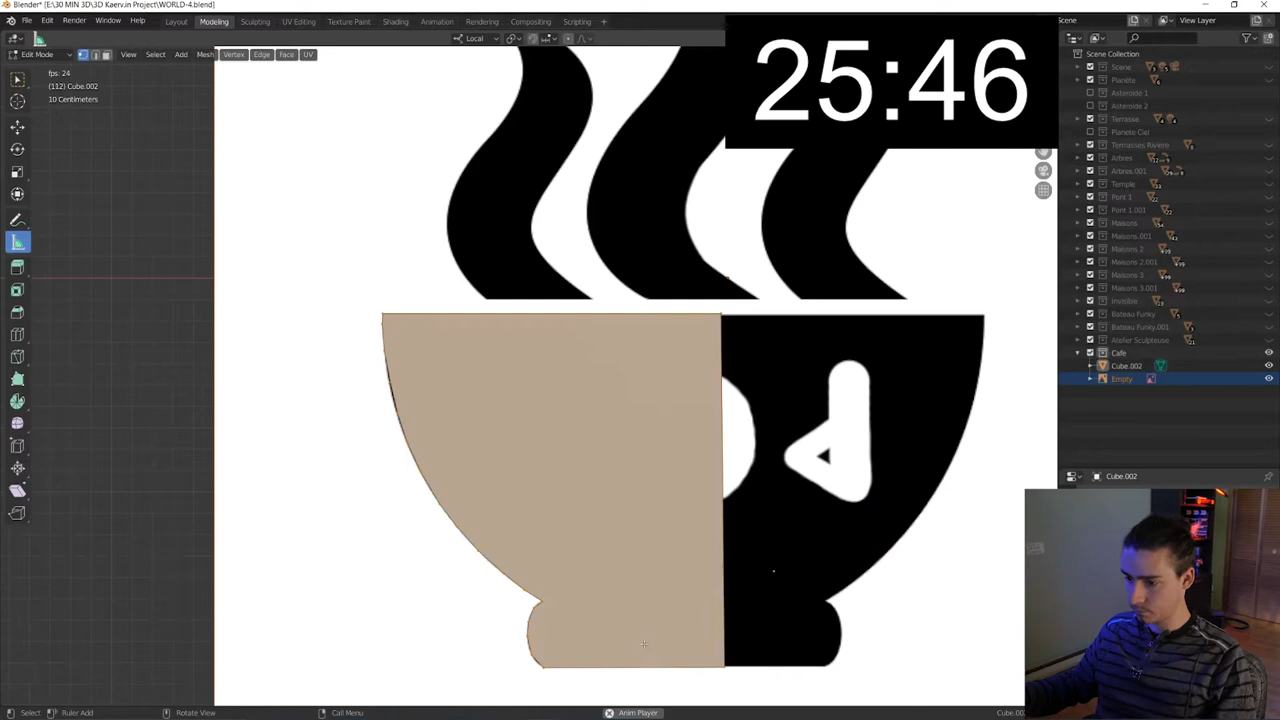 Blender* [E:\30 MIN 3D\3D Kaerv.in Project\WORLD-4.blend]
File Edit Render Window Help Layout Modeling Sculpting UV Editing Texture Paint Shading Animation Rendering Compositing Scripting Scene View Layer
Local
Edit Mode View Select Add Mesh Vertex Edge Face UV
25:46
fps: 24
(112) Cube.002
10 Centimeters
Scene Collection
Scene
Planète
Asteroide 1
Asteroide 2
Terrasse
Planete Ciel
Terrrasses Riviere
Arbres
Arbres.001
Temple
Pont 1
Pont 1.001
Maisons
Maisons.001
Maisons 2
Maisons 2.001
Maisons 3
Maisons 3.001
Invisible
Bateau Funky
Bateau Funky.001
Atelier Sculpteuse
Cafe
Cube.002
Empty
Cube.002
Select Ruler Add Rotate View Call Menu Anim Player